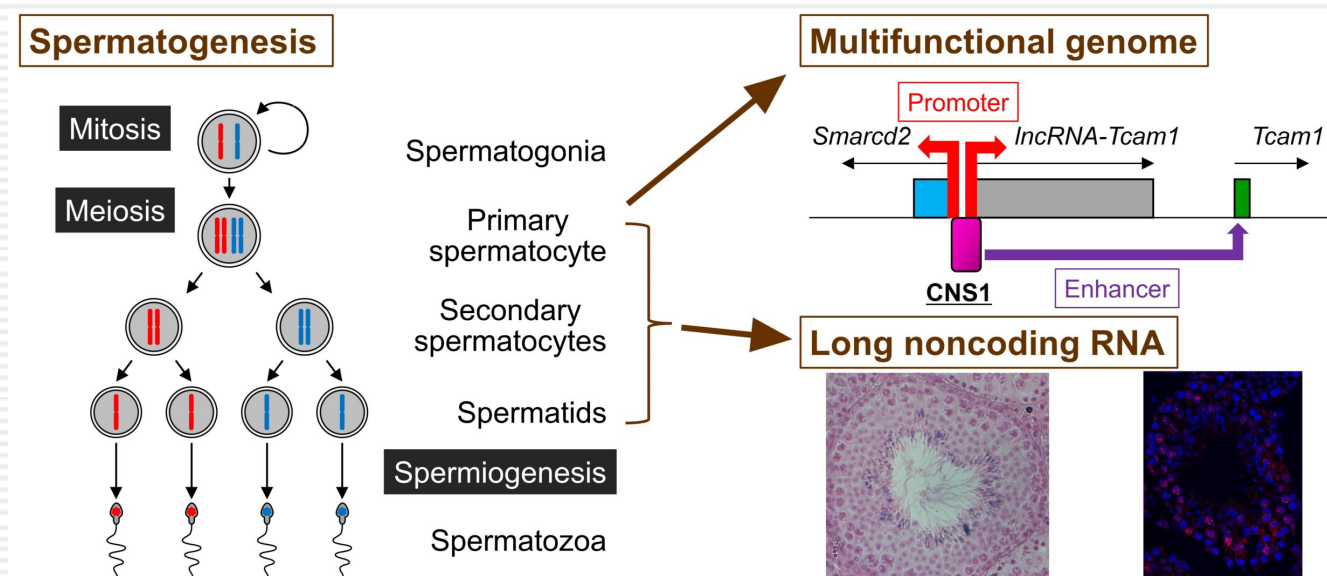 Spermatogenesis
Mitosis
Meiosis
Spermatogonia
Primary
spermatocyte
Secondary
spermatocytes
Spermatids
Spermiogenesis
Spermatozoa
Multifunctional genome
Promoter
Smarcd2
lncRNA-Tcam1
Tcam1
CNS1
Enhancer
Long noncoding RNA